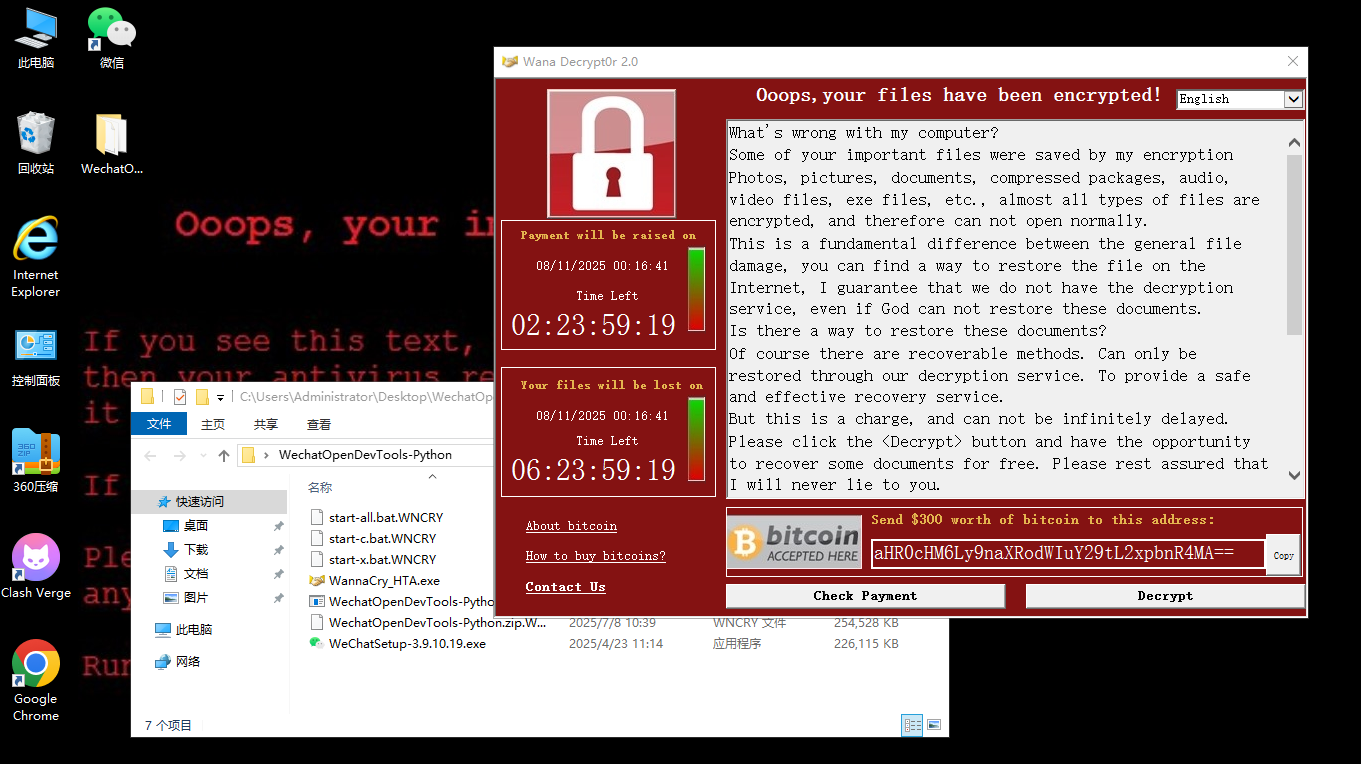 此电脑
微信
回收站
WechatO...
Internet
Explorer
控制面板
360压缩
Clash Verge
Google
Chrome
Ooops, your i
If you see this text,
then your antivirus re
it
If
Ple
any
Run
C:\Users\Administrator\Desktop\WechatOpe
文件 主页 共享 查看
WechatOpenDevTools-Python
快速访问
桌面
下载
文档
图片
此电脑
网络
名称
start-all.bat.WNCRY
start-c.bat.WNCRY
start-x.bat.WNCRY
WannaCry_HTA.exe
WechatOpenDevTools-Pytho
WechatOpenDevTools-Python.zip.W... 2025/7/8 10:39 WNCRY 文件 254,528 KB
WeChatSetup-3.9.10.19.exe 2025/4/23 11:14 应用程序 226,115 KB
7 个项目
Wana Decrypt0r 2.0
Ooops,your files have been encrypted!
English
Payment will be raised on
08/11/2025 00:16:41
Time Left
02:23:59:19
Your files will be lost on
08/11/2025 00:16:41
Time Left
06:23:59:19
About bitcoin
How to buy bitcoins?
Contact Us
What's wrong with my computer?
Some of your important files were saved by my encryption
Photos, pictures, documents, compressed packages, audio,
video files, exe files, etc., almost all types of files are
encrypted, and therefore can not open normally.
This is a fundamental difference between the general file
damage, you can find a way to restore the file on the
Internet, I guarantee that we do not have the decryption
service, even if God can not restore these documents.
Is there a way to restore these documents?
Of course there are recoverable methods. Can only be
restored through our decryption service. To provide a safe
and effective recovery service.
But this is a charge, and can not be infinitely delayed.
Please click the <Decrypt> button and have the opportunity
to recover some documents for free. Please rest assured that
I will never lie to you.
bitcoin
ACCEPTED HERE
Send $300 worth of bitcoin to this address:
aHR0cHM6Ly9naXRodWIuY29tL2xpbnR4MA==
Copy
Check Payment
Decrypt